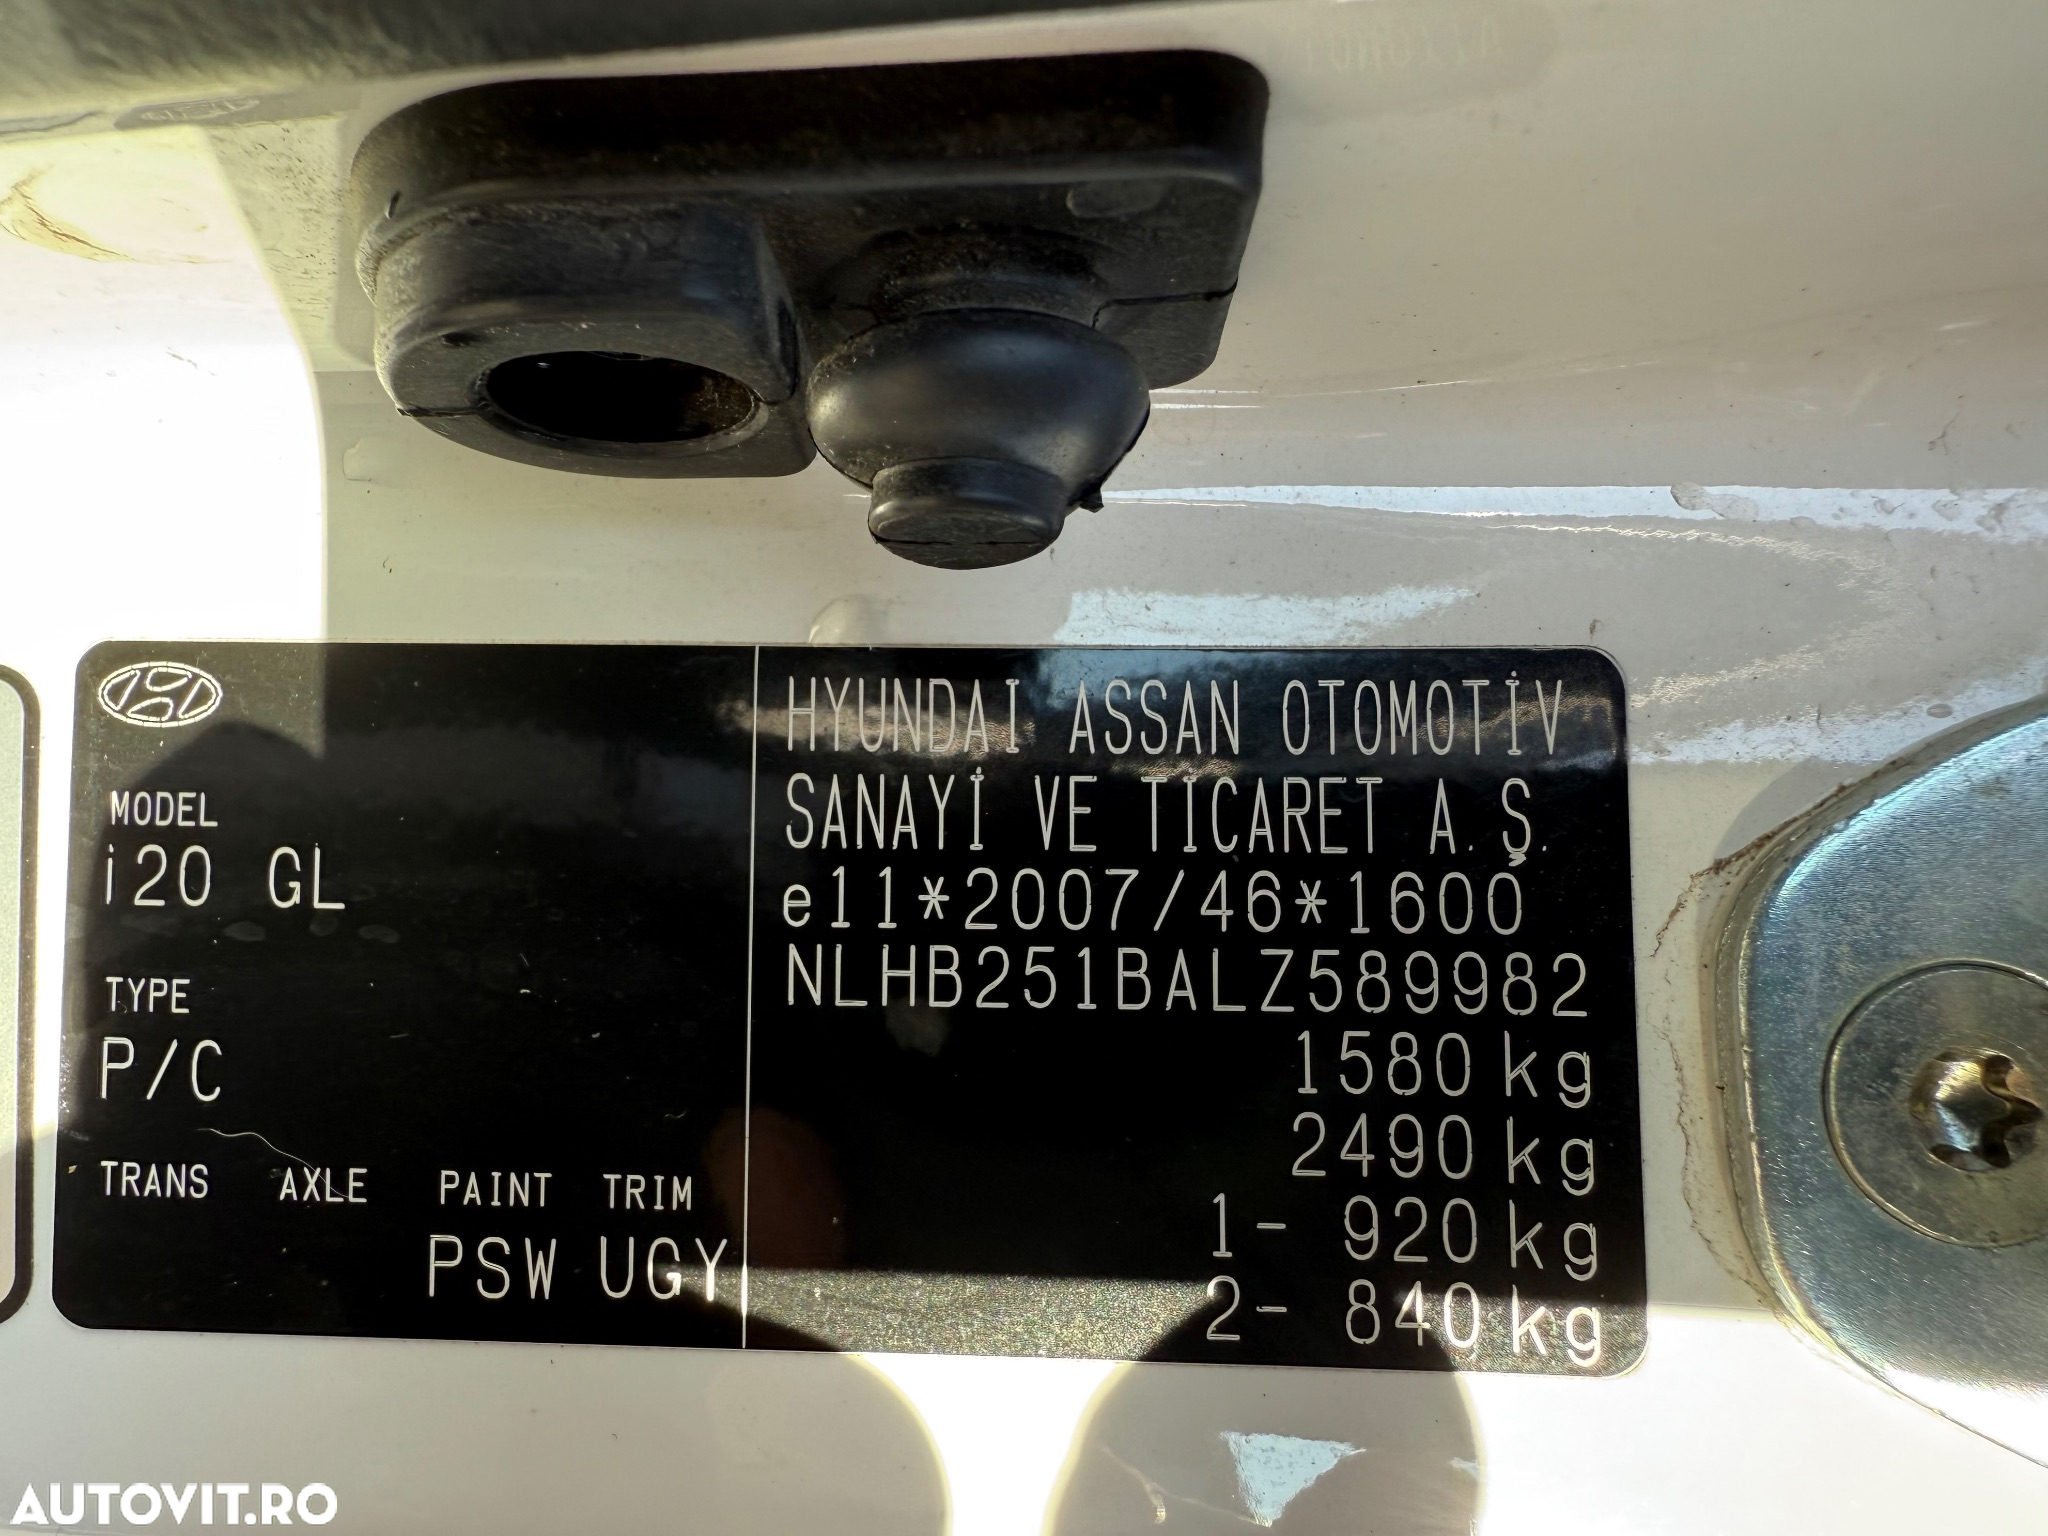 MODEL
i20 GL
TYPE
P/C
TRANS AXLE PAINT TRIM
PSW UGY
HYUNDAİ ASSAN OTOMOTİV
SANAYİ VE TİCARET A.Ş.
e11*2007/46*1600
NLHB251BALZ589982
1580 kg
2490 kg
1- 920 kg
2- 840 kg
AUTOVIT.RO